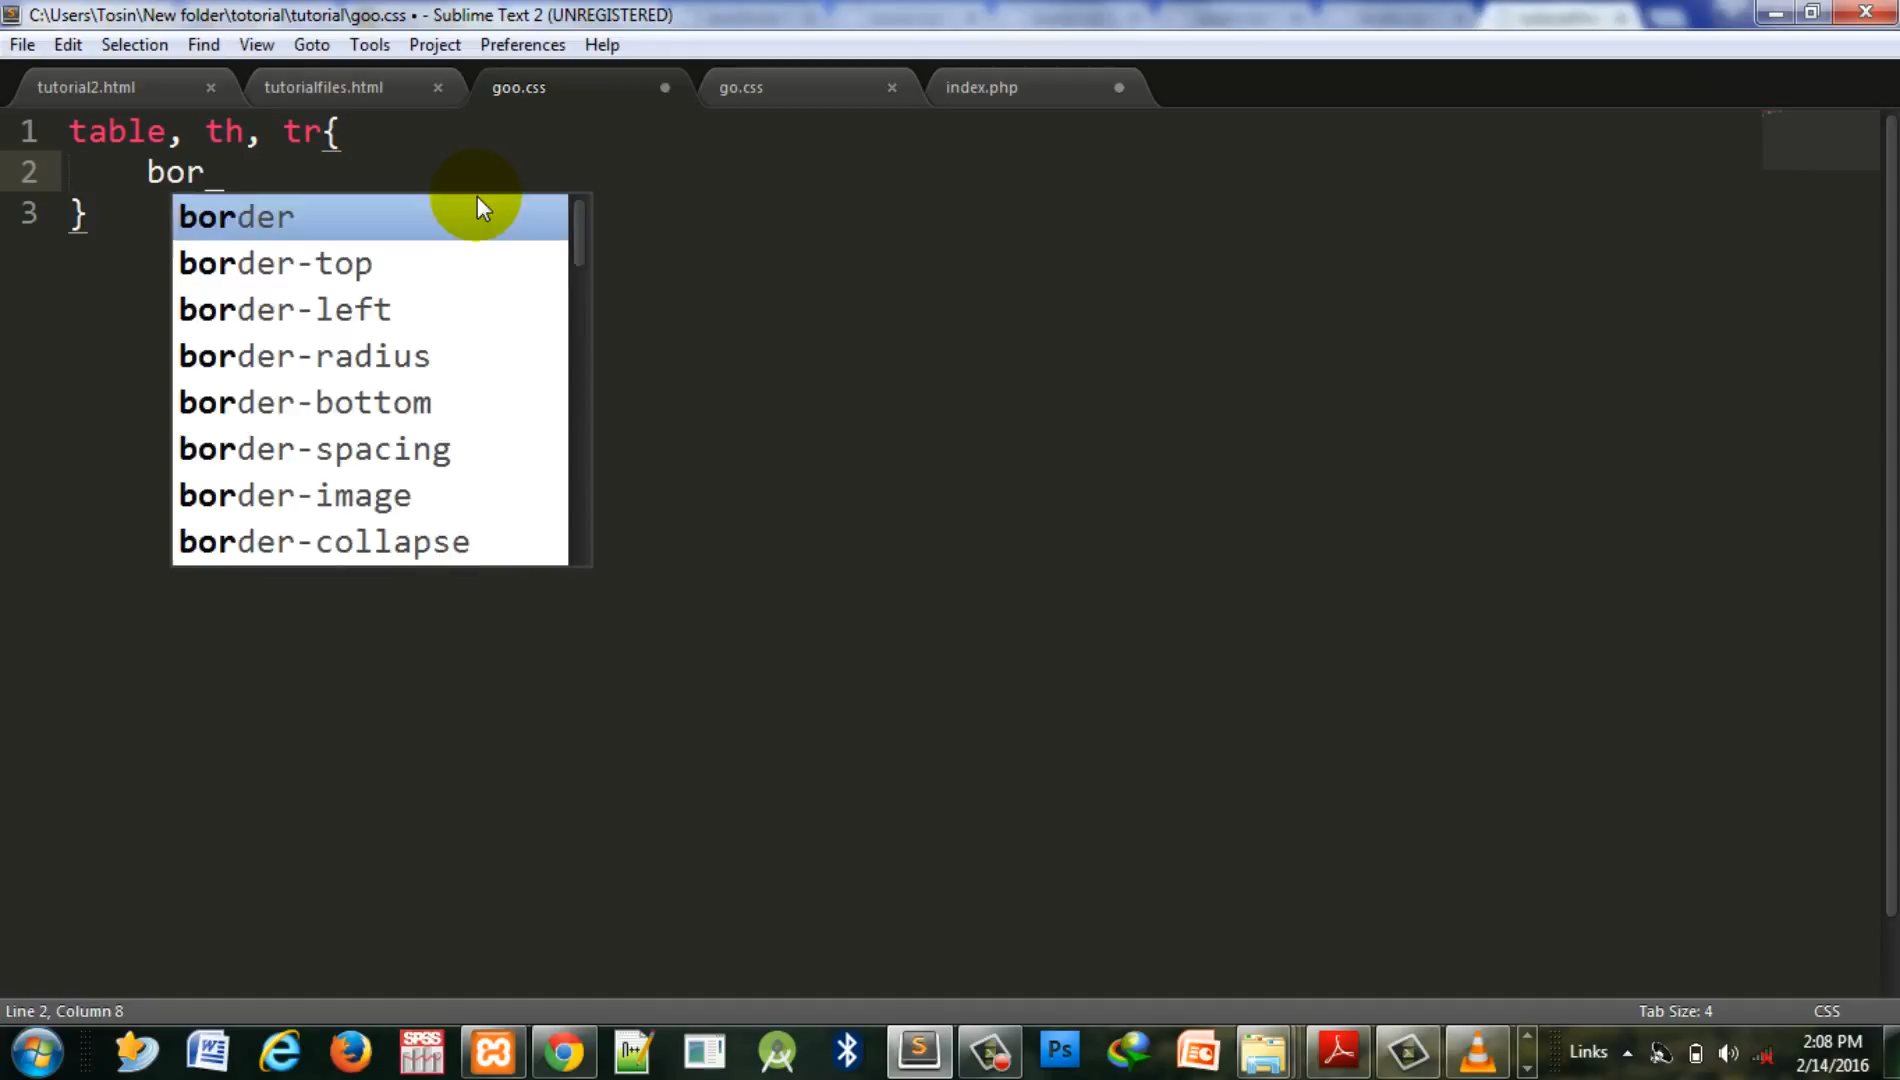 C:\Users\Tosin\New folder\totorial\tutorial\goo.css • - Sublime Text 2 (UNREGISTERED)
File Edit Selection Find View Goto Tools Project Preferences Help
tutorial2.html × tutorialfiles.html × goo.css go.css × index.php
1 table, th, tr{
2 bor
3 }
border
border-top
border-left
border-radius
border-bottom
border-spacing
border-image
border-collapse
Line 2, Column 8 Tab Size: 4 CSS
Links 2:08 PM
2/14/2016
SPSS
N++
Ps